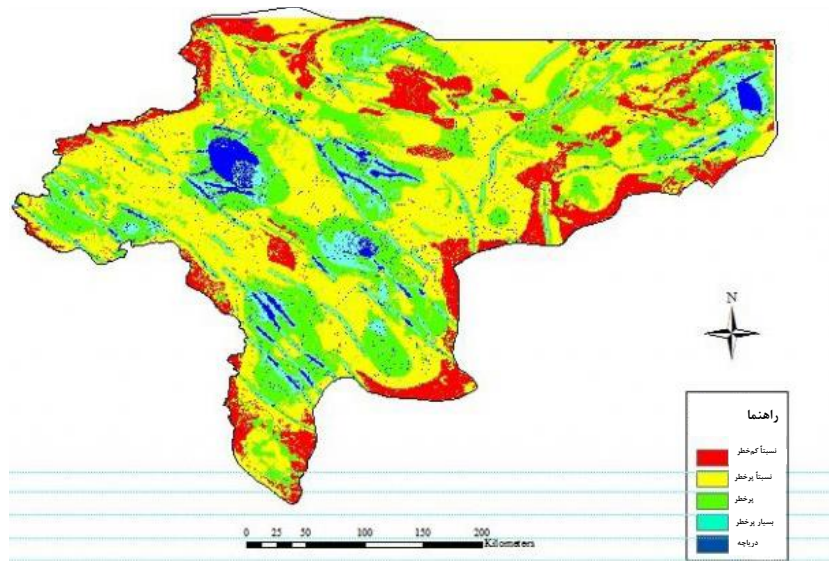 N
راهنما
نسبتاً کم‌خطر
نسبتاً پرخطر
پرخطر
بسیار پرخطر
دریاچه
0 25 50 100 150 200
Kilometers